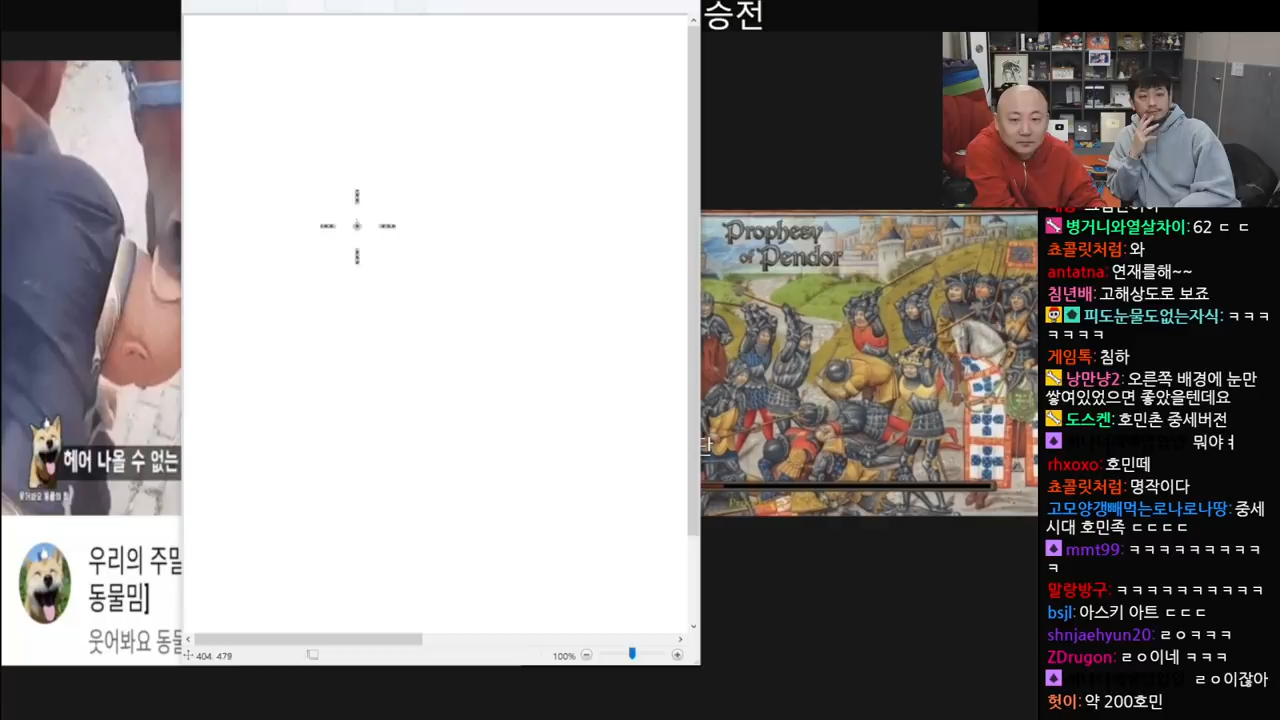 승전
Prophesy
of Pendor
헤어 나올 수 없는
우리의 주밀
동물밈]
웃어봐요 동물
단
404, 479
100%
병거니와열살차이: 62 ㄷ ㄷ
쵸콜릿처럼: 와
antatna: 연재를해~~
침년배: 고해상도로 보죠
피도눈물도없는자식: ㅋㅋㅋ
ㅋㅋㅋㅋ
게임톡: 침하
낭만냥2: 오른쪽 배경에 눈만
쌓여있었으면 좋았을텐데요
도스켄: 호민촌 중세버전
뭐야ㅕ
rhxoxo: 호민떼
쵸콜릿처럼: 명작이다
고모양갱빼먹는로나로나땅: 중세
시대 호민족 ㄷㄷㄷㄷ
mmt99: ㅋㅋㅋㅋㅋㅋㅋㅋㅋㅋ
ㅋ
말랑방구: ㅋㅋㅋㅋㅋㅋㅋㅋㅋㅋ
bsjl: 아스키 아트 ㄷㄷㄷ
shnjaehyun20: ㄹㅇㅋㅋㅋ
ZDrugon: ㄹㅇ이네 ㅋㅋㅋ
ㄹㅇ이잖아
헛이: 약 200호민